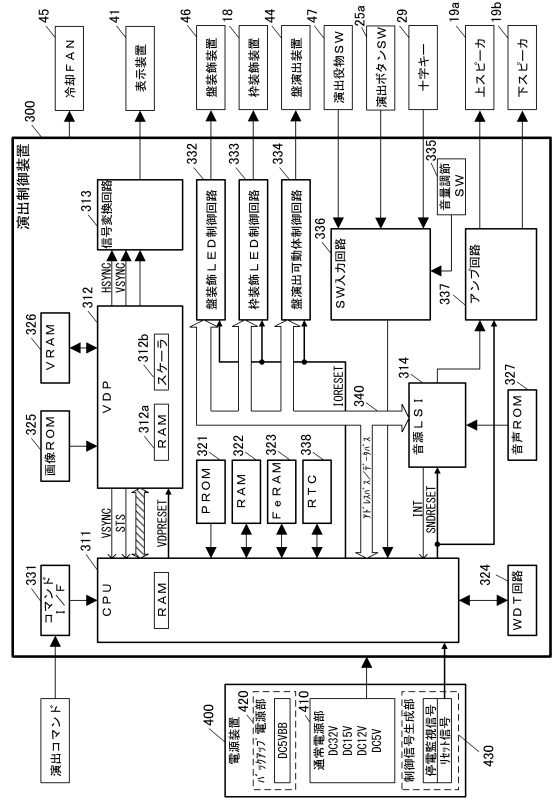 演出制御装置
300
冷却FAN
45
表示装置
41
盤装飾装置
46
枠装飾装置
18
盤演出装置
44
演出役物SW
47
演出ボタンSW
25a
十字キー
29
上スピーカ
19a
下スピーカ
19b
信号変換回路
313
HSYNC
VSYNC
盤装飾LED制御回路
332
枠装飾LED制御回路
333
盤演出可動体制御回路
334
SW入力回路
336
音量調節
SW
335
アンプ回路
337
VRAM
326
画像ROM
325
VDP
312
RAM
312a
スケーラ
312b
VSYNC
STS
VDPRESET
PROM
321
RAM
322
FeRAM
323
RTC
338
IORESET
340
アドレスバス/データバス
音源LSI
314
音声ROM
327
INT
SNDRESET
コマンド
I/F
331
CPU
311
RAM
WDT回路
324
演出コマンド
電源装置
400
バックアップ電源部
420
DC5VBB
通常電源部
410
DC32V
DC15V
DC12V
DC5V
制御信号生成部
430
停電監視信号
リセット信号